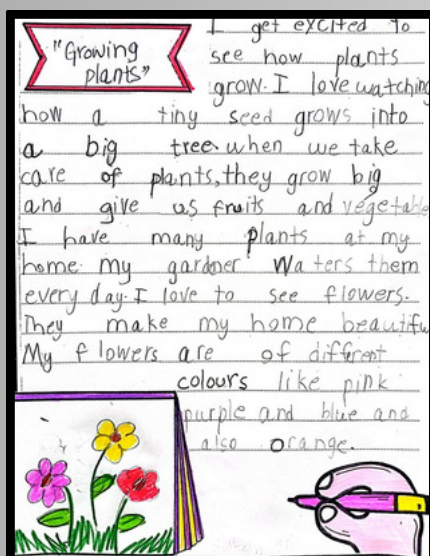 "Growing
plants"
I get excited to
see how plants
grow. I love watching
how a tiny seed grows into
a big tree. when we take
care of plants, they grow big
and give us fruits and vegetable
I have many plants at my
home. my gardner waters them
every day. I love to see flowers.
They make my home beautifu
My flowers are of different
colours like pink
purple and blue and
also orange.